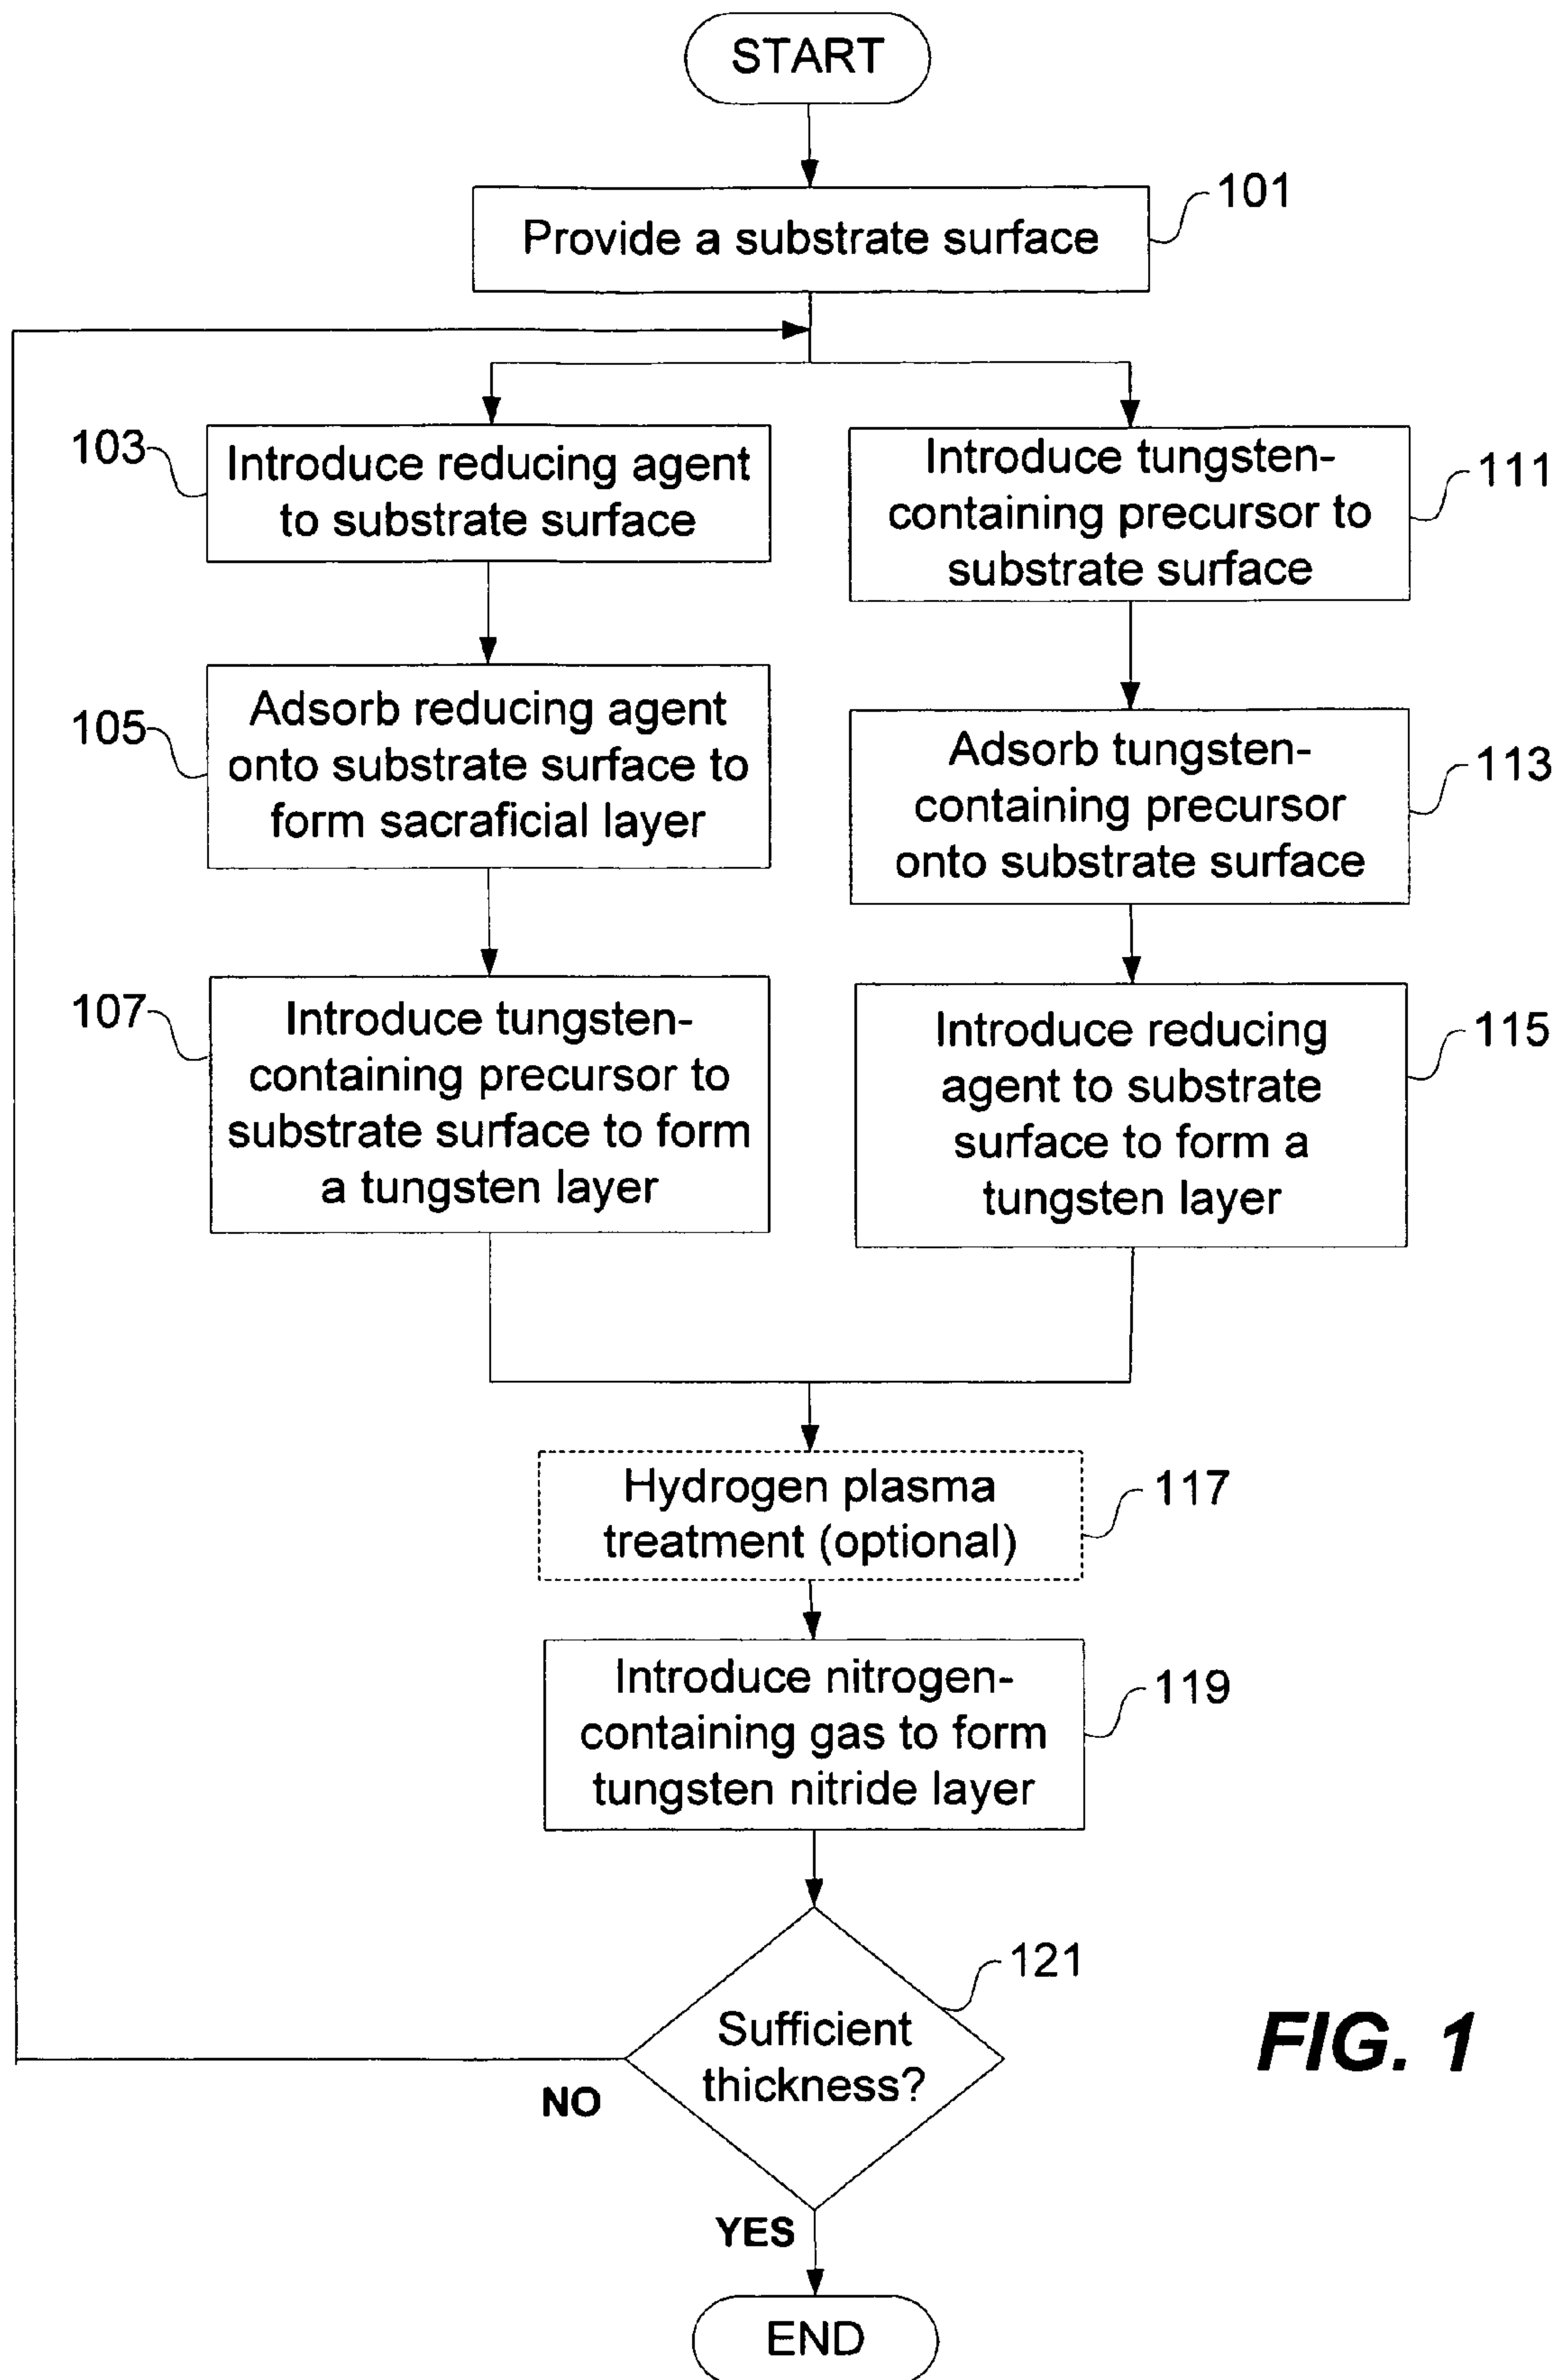 START
Provide a substrate surface
101
103
Introduce reducing agent
to substrate surface
105
Adsorb reducing agent
onto substrate surface to
form sacraficial layer
107
Introduce tungsten-
containing precursor to
substrate surface to form
a tungsten layer
Introduce tungsten-
containing precursor to
substrate surface
111
Adsorb tungsten-
containing precursor
onto substrate surface
113
Introduce reducing
agent to substrate
surface to form a
tungsten layer
115
Hydrogen plasma
treatment (optional)
117
Introduce nitrogen-
containing gas to form
tungsten nitride layer
119
Sufficient
thickness?
121
NO
YES
END
FIG. 1